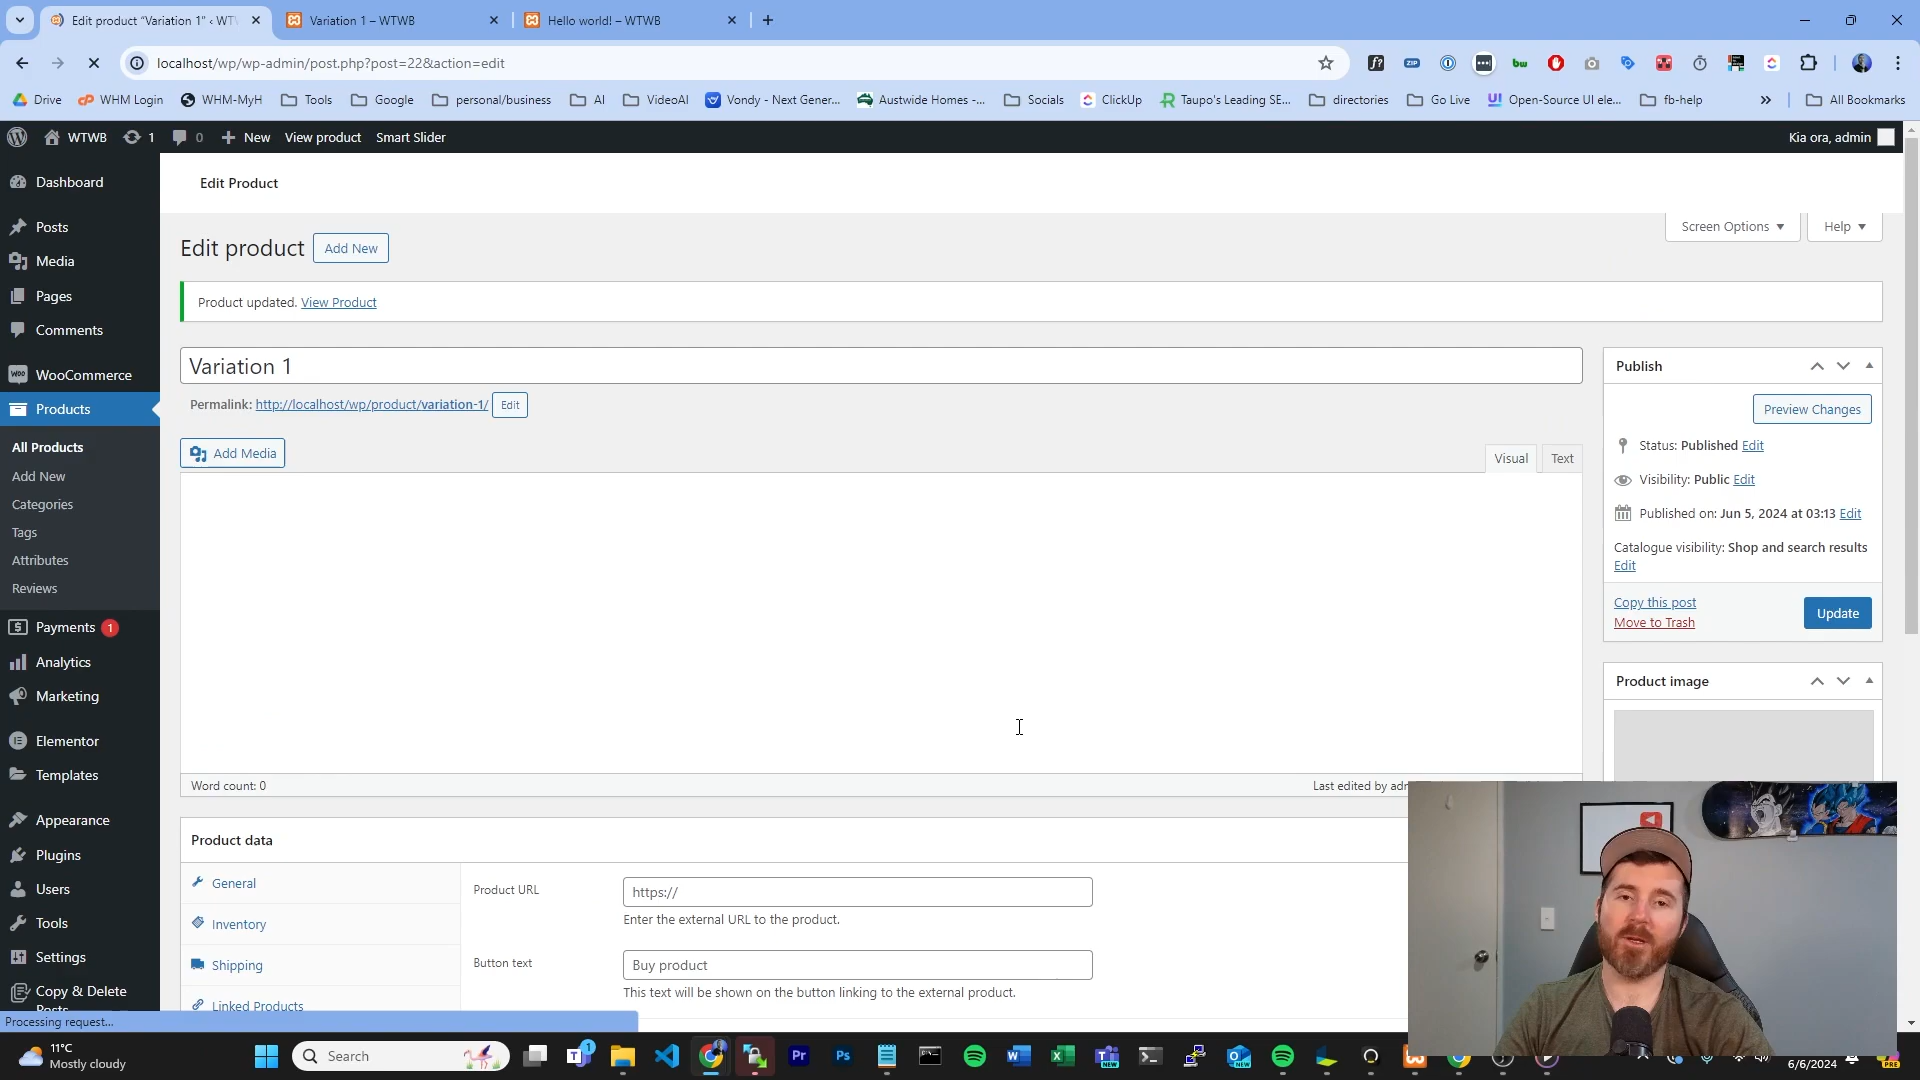 Edit product “Variation 1” ‹ WT
Variation 1 – WTWB
Hello world! – WTWB
localhost/wp/wp-admin/post.php?post=22&action=edit
Drive
WHM Login
WHM-MyH
Tools
Google
personal/business
AI
VideoAI
Vondy - Next Gener...
Austwide Homes -...
Socials
ClickUp
Taupo's Leading SE...
directories
Go Live
Open-Source UI ele...
fb-help
»
All Bookmarks
WTWB
1
0
New
View product
Smart Slider
Kia ora, admin
Dashboard
Posts
Media
Pages
Comments
WooCommerce
Products
All Products
Add New
Categories
Tags
Attributes
Reviews
Payments 1
Analytics
Marketing
Elementor
Templates
Appearance
Plugins
Users
Tools
Settings
Copy & Delete
Posts
Processing request...
Edit Product
Screen Options
Help
Edit product
Add New
Product updated. View Product
Variation 1
Permalink: http://localhost/wp/product/variation-1/ Edit
Add Media
Visual
Text
Word count: 0
Last edited by adm
Product data
General
Inventory
Shipping
Linked Products
Product URL
https://
Enter the external URL to the product.
Button text
Buy product
This text will be shown on the button linking to the external product.
Publish
Preview Changes
Status: Published Edit
Visibility: Public Edit
Published on: Jun 5, 2024 at 03:13 Edit
Catalogue visibility: Shop and search results
Edit
Copy this post
Move to Trash
Update
Product image
11°C
Mostly cloudy
Search
6/6/2024